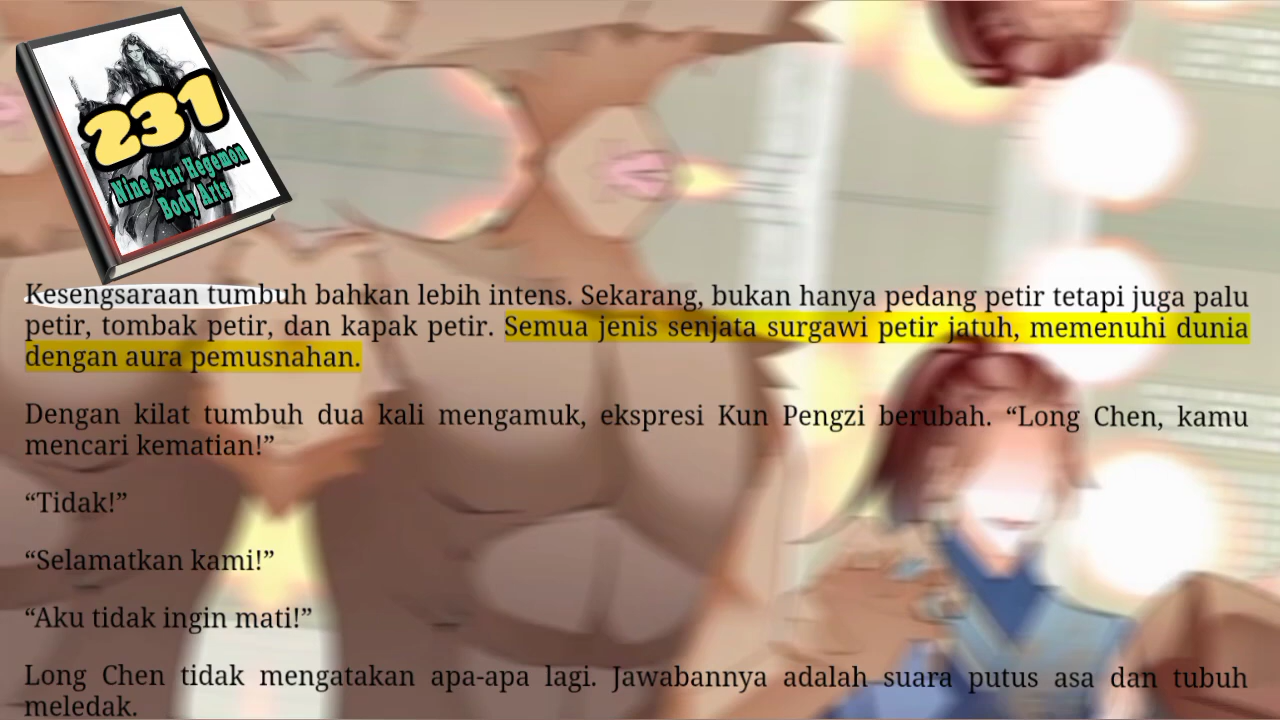 231
Nine Star Hegemon
Body Arts
Kesengsaraan tumbuh bahkan lebih intens. Sekarang, bukan hanya pedang petir tetapi juga palu
petir, tombak petir, dan kapak petir. Semua jenis senjata surgawi petir jatuh, memenuhi dunia
dengan aura pemusnahan.
Dengan kilat tumbuh dua kali mengamuk, ekspresi Kun Pengzi berubah. “Long Chen, kamu
mencari kematian!”
“Tidak!”
“Selamatkan kami!”
“Aku tidak ingin mati!”
Long Chen tidak mengatakan apa-apa lagi. Jawabannya adalah suara putus asa dan tubuh
meledak.